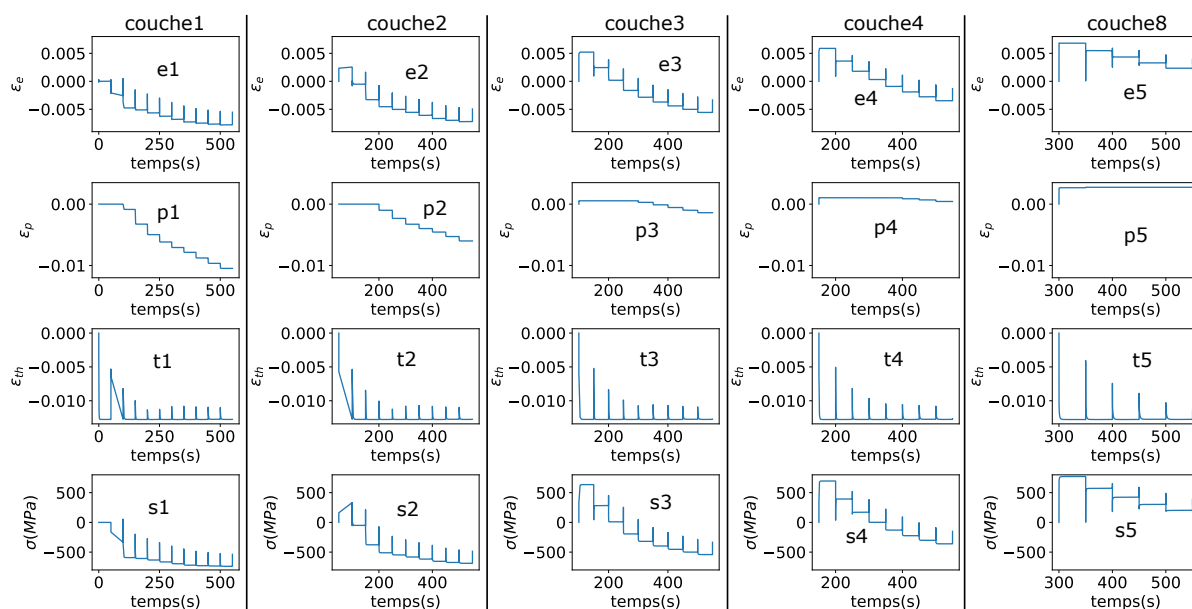 couche1 couche2 couche3 couche4 couche8
0.005 0.005 0.005 0.005 0.005
e1 e2 e3 e4 e5
εe εe εe εe εe
0.000 0.000 0.000 0.000 0.000
−0.005 −0.005 −0.005 −0.005 −0.005
0 250 500 200 400 200 400 200 400 300 400 500
temps(s) temps(s) temps(s) temps(s) temps(s)
0.00 0.00 0.00 0.00 0.00
p1 p2 p3 p4 p5
εp εp εp εp εp
−0.01 −0.01 −0.01 −0.01 −0.01
0 250 500 200 400 200 400 200 400 300 400 500
temps(s) temps(s) temps(s) temps(s) temps(s)
0.000 0.000 0.000 0.000 0.000
t1 t2 t3 t4 t5
−0.005 −0.005 −0.005 −0.005 −0.005
εth εth εth εth εth
−0.010 −0.010 −0.010 −0.010 −0.010
0 250 500 200 400 200 400 200 400 300 400 500
temps(s) temps(s) temps(s) temps(s) temps(s)
500 500 500 500 500
s1 s2 s3 s4 s5
σ(MPa) σ(MPa) σ(MPa) σ(MPa) σ(MPa)
0 0 0 0 0
−500 −500 −500 −500 −500
0 250 500 200 400 200 400 200 400 300 400 500
temps(s) temps(s) temps(s) temps(s) temps(s)